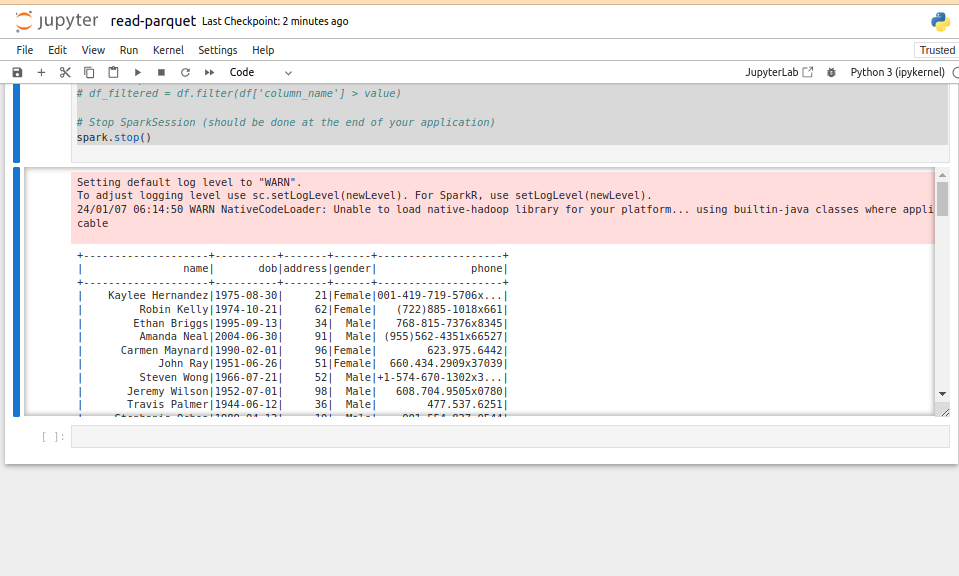 jupyter read-parquet Last Checkpoint: 2 minutes ago
File Edit View Run Kernel Settings Help Trusted
Code JupyterLab Python 3 (ipykernel)
# df_filtered = df.filter(df['column_name'] > value)
# Stop SparkSession (should be done at the end of your application)
spark.stop()
Setting default log level to "WARN".
To adjust logging level use sc.setLogLevel(newLevel). For SparkR, use setLogLevel(newLevel).
24/01/07 06:14:50 WARN NativeCodeLoader: Unable to load native-hadoop library for your platform... using builtin-java classes where appli
cable
+--------------------+----------+-------+------+--------------------+
|                name|       dob|address|gender|               phone|
+--------------------+----------+-------+------+--------------------+
|    Kaylee Hernandez|1975-08-30|     21|Female|001-419-719-5706x...|
|         Robin Kelly|1974-10-21|     62|Female|   (722)885-1018x661|
|        Ethan Briggs|1995-09-13|     34|  Male|   768-815-7376x8345|
|         Amanda Neal|2004-06-30|     91|  Male| (955)562-4351x66527|
|      Carmen Maynard|1990-02-01|     96|Female|        623.975.6442|
|            John Ray|1951-06-26|     51|Female|  660.434.2909x37039|
|         Steven Wong|1966-07-21|     52|  Male|+1-574-670-1302x3...|
|       Jeremy Wilson|1952-07-01|     98|  Male|   608.704.9505x0780|
|       Travis Palmer|1944-06-12|     36|  Male|        477.537.6251|
[ ]: